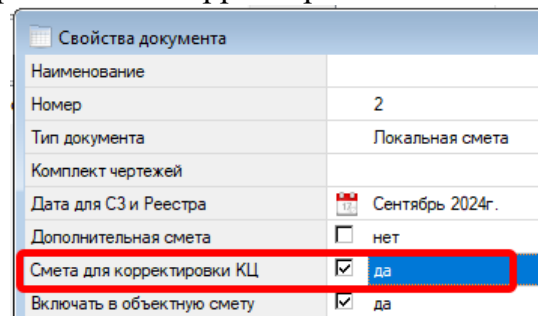 Свойства документа
Наименование
Номер 2
Тип документа Локальная смета
Комплект чертежей
Дата для СЗ и Реестра Сентябрь 2024г.
Дополнительная смета нет
Смета для корректировки КЦ да
Включать в объектную смету да